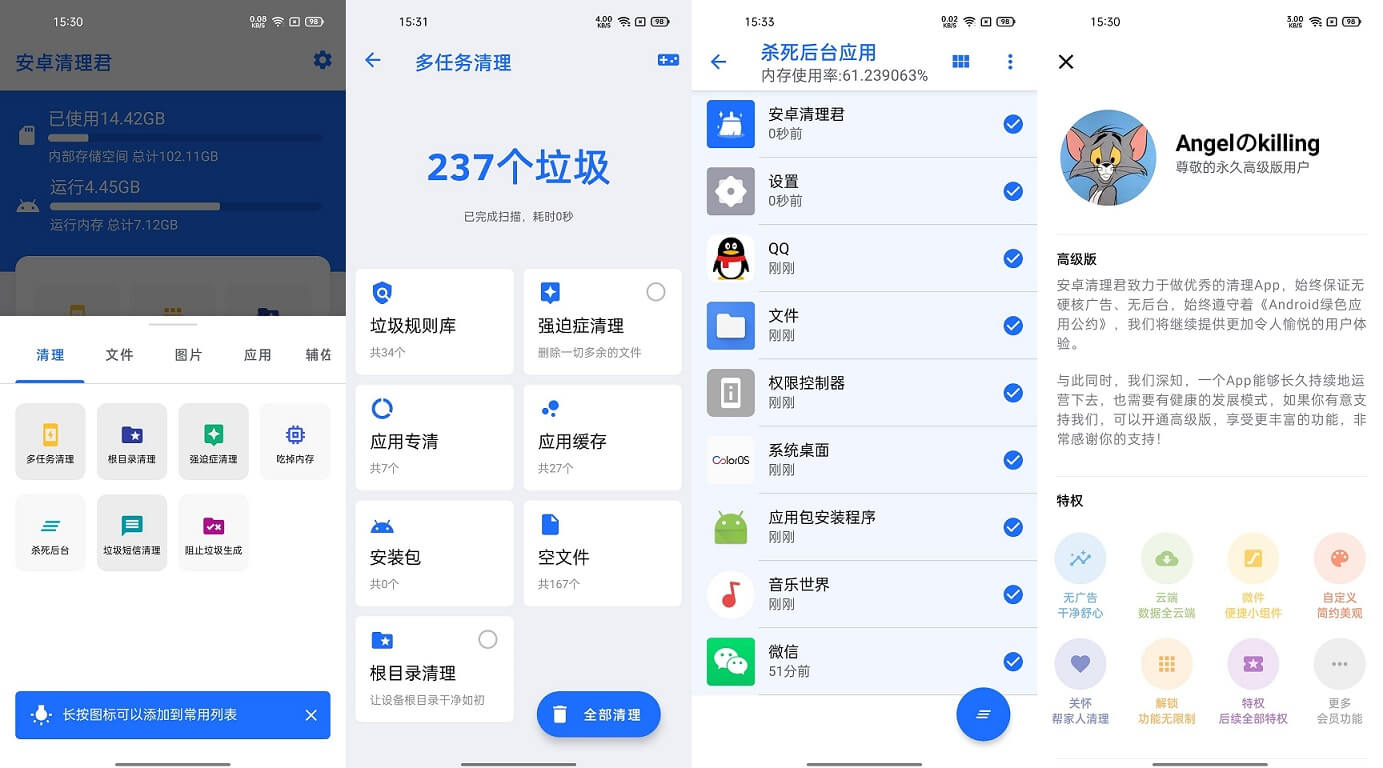 15:30
0.08 KB/S
98
安卓清理君
已使用14.42GB
内部存储空间 总计102.11GB
运行4.45GB
运行内存 总计7.12GB
清理
文件
图片
应用
辅佐
多任务清理
根目录清理
强迫症清理
吃掉内存
杀死后台
垃圾短信清理
阻止垃圾生成
长按图标可以添加到常用列表
15:31
4.00 KB/S
98
多任务清理
237个垃圾
已完成扫描，耗时0秒
垃圾规则库
共34个
强迫症清理
删除一切多余的文件
应用专清
共7个
应用缓存
共27个
安装包
共0个
空文件
共167个
根目录清理
让设备根目录干净如初
全部清理
15:33
0.02 KB/S
98
杀死后台应用
内存使用率:61.239063%
安卓清理君
0秒前
设置
0秒前
QQ
刚刚
文件
刚刚
权限控制器
刚刚
ColorOS
系统桌面
刚刚
应用包安装程序
刚刚
音乐世界
刚刚
微信
51分前
15:30
3.00 KB/S
98
Angelのkilling
尊敬的永久高级版用户
高级版
安卓清理君致力于做优秀的清理App，始终保证无
硬核广告、无后台，始终遵守着《Android绿色应
用公约》，我们将继续提供更加令人愉悦的用户体
验。
与此同时，我们深知，一个App能够长久持续地运
营下去，也需要有健康的发展模式，如果你有意支
持我们，可以开通高级版，享受更丰富的功能，非
常感谢你的支持！
特权
无广告
干净舒心
云端
数据全云端
微件
便捷小组件
自定义
简约美观
关怀
帮家人清理
解锁
功能无限制
特权
后续全部特权
更多
会员功能